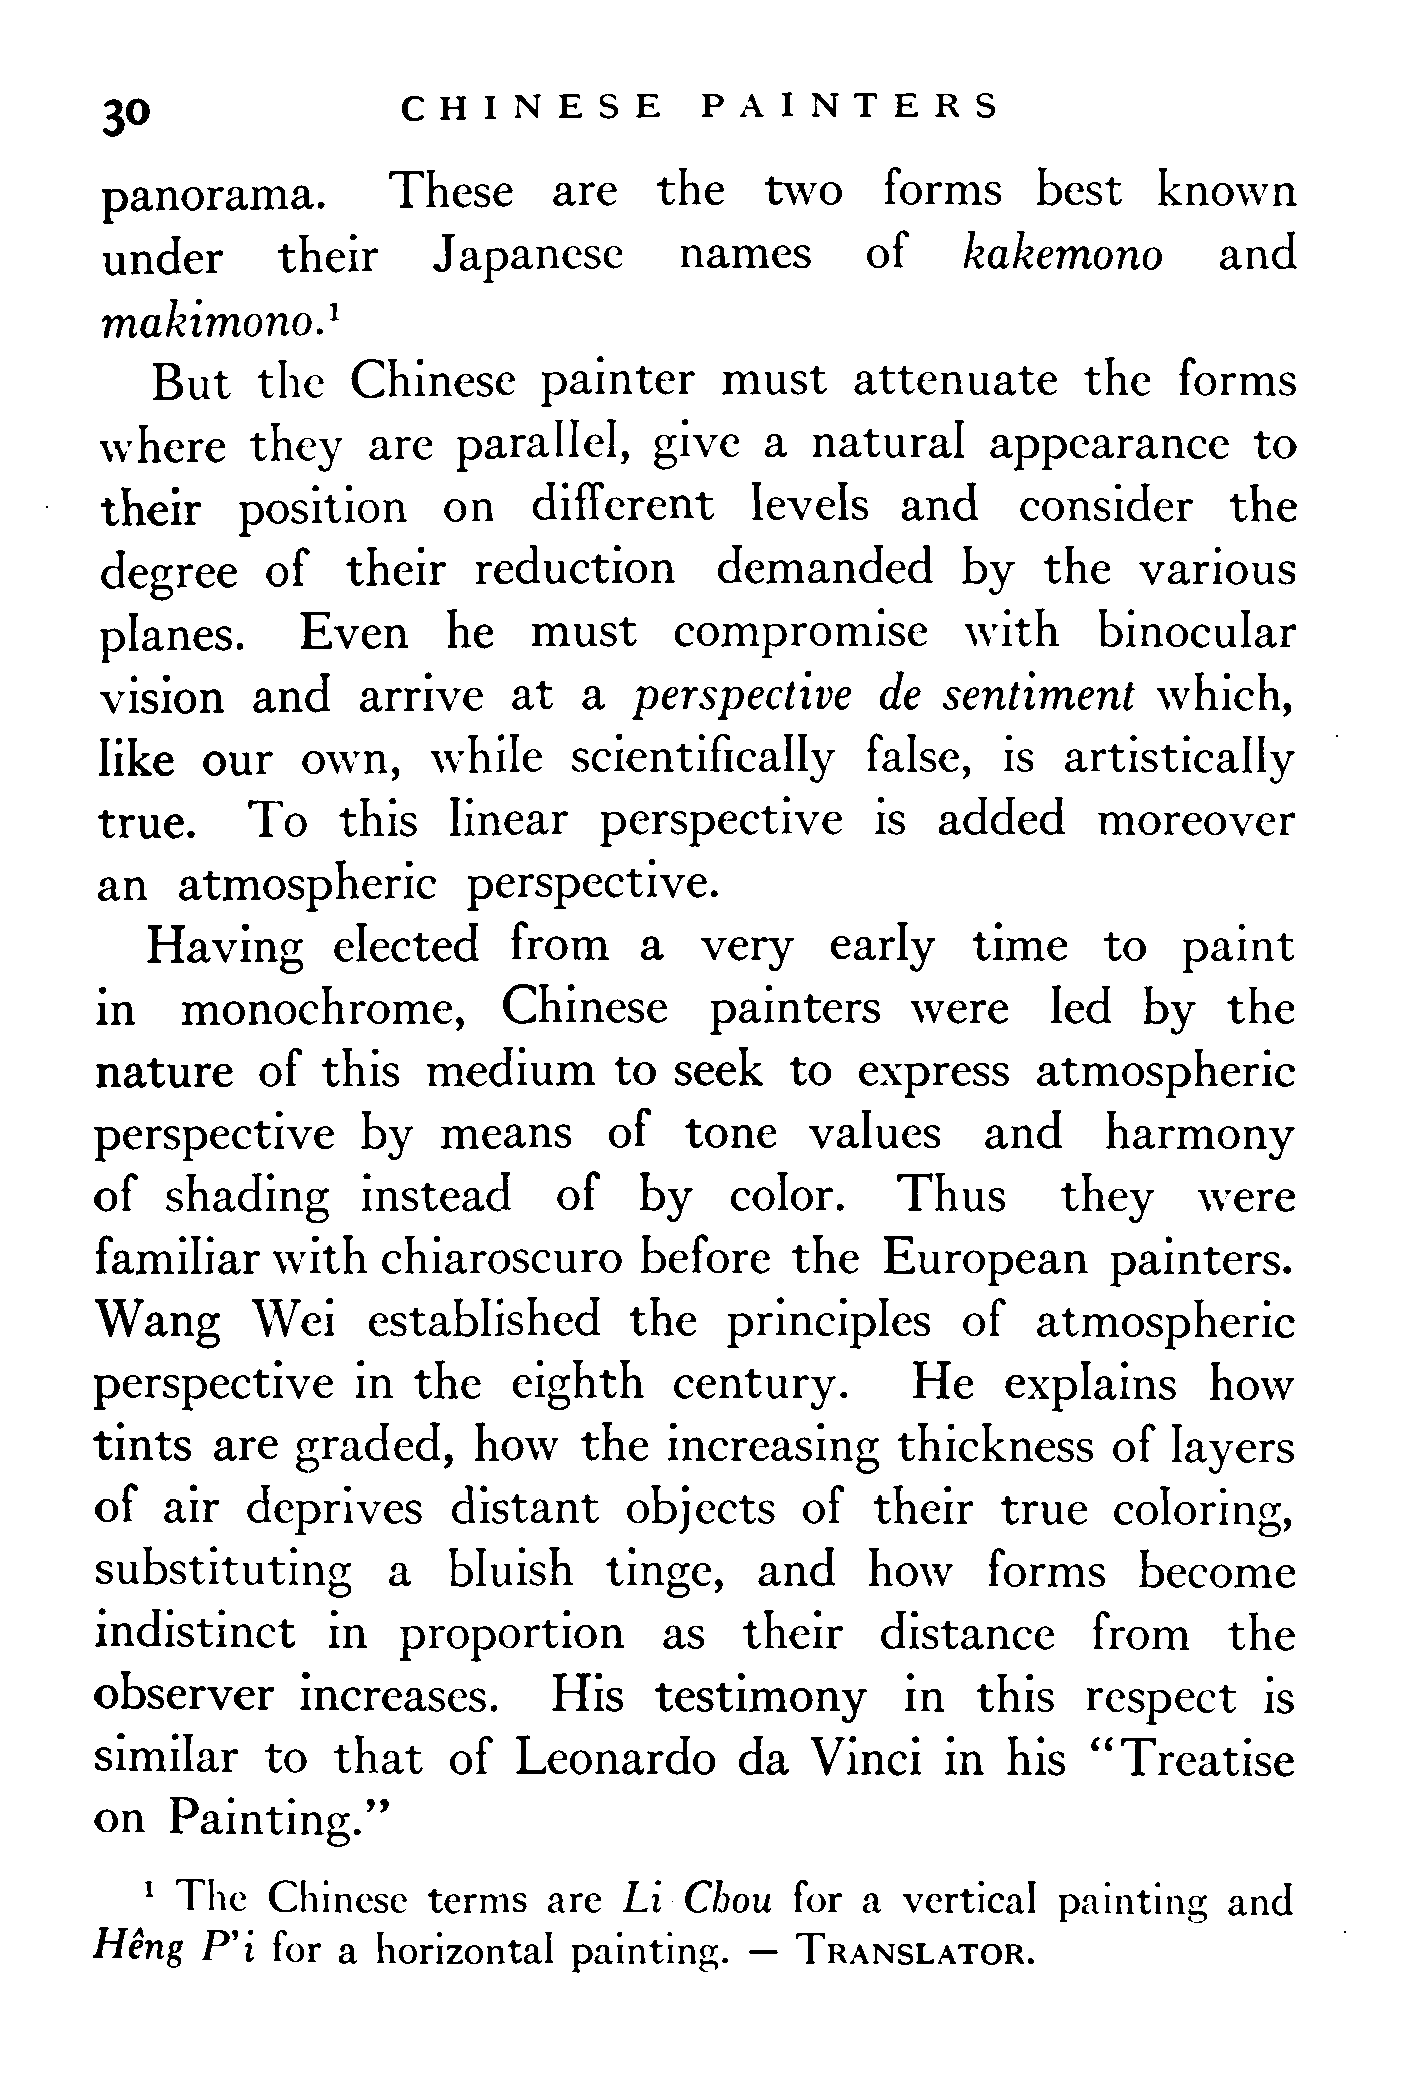 30 CHINESE PAINTERS
panorama. These are the two forms best known
under their Japanese names of kakemono and
makimono.¹
But the Chinese painter must attenuate the forms
where they are parallel, give a natural appearance to
their position on different levels and consider the
degree of their reduction demanded by the various
planes. Even he must compromise with binocular
vision and arrive at a perspective de sentiment which,
like our own, while scientifically false, is artistically
true. To this linear perspective is added moreover
an atmospheric perspective.
Having elected from a very early time to paint
in monochrome, Chinese painters were led by the
nature of this medium to seek to express atmospheric
perspective by means of tone values and harmony
of shading instead of by color. Thus they were
familiar with chiaroscuro before the European painters.
Wang Wei established the principles of atmospheric
perspective in the eighth century. He explains how
tints are graded, how the increasing thickness of layers
of air deprives distant objects of their true coloring,
substituting a bluish tinge, and how forms become
indistinct in proportion as their distance from the
observer increases. His testimony in this respect is
similar to that of Leonardo da Vinci in his “Treatise
on Painting.”
¹ The Chinese terms are Li Chou for a vertical painting and
Hêng P’i for a horizontal painting. — TRANSLATOR.